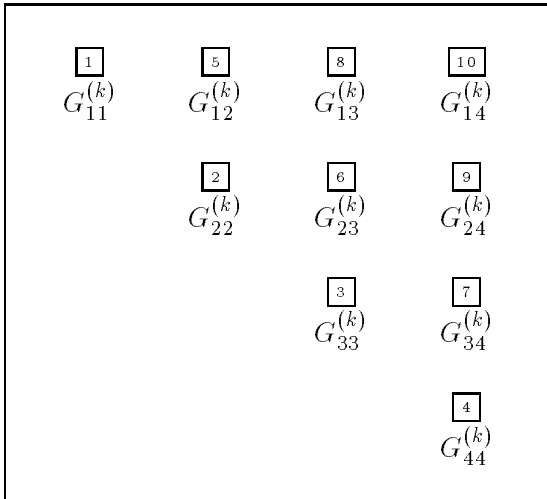 1 5 8 10
G_{11}^{(k)} G_{12}^{(k)} G_{13}^{(k)} G_{14}^{(k)}
2 6 9
G_{22}^{(k)} G_{23}^{(k)} G_{24}^{(k)}
3 7
G_{33}^{(k)} G_{34}^{(k)}
4
G_{44}^{(k)}